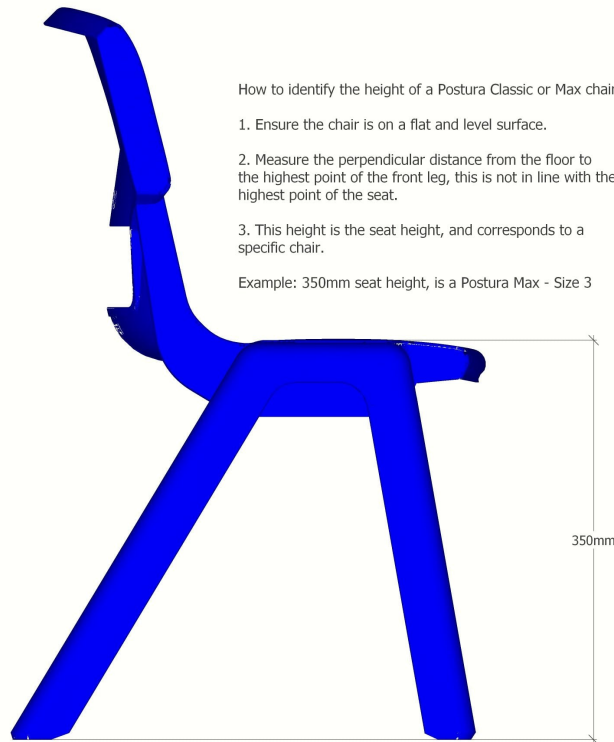 How to identify the height of a Postura Classic or Max chair
1. Ensure the chair is on a flat and level surface.
2. Measure the perpendicular distance from the floor to
the highest point of the front leg, this is not in line with the
highest point of the seat.
3. This height is the seat height, and corresponds to a
specific chair.
Example: 350mm seat height, is a Postura Max - Size 3
350mm